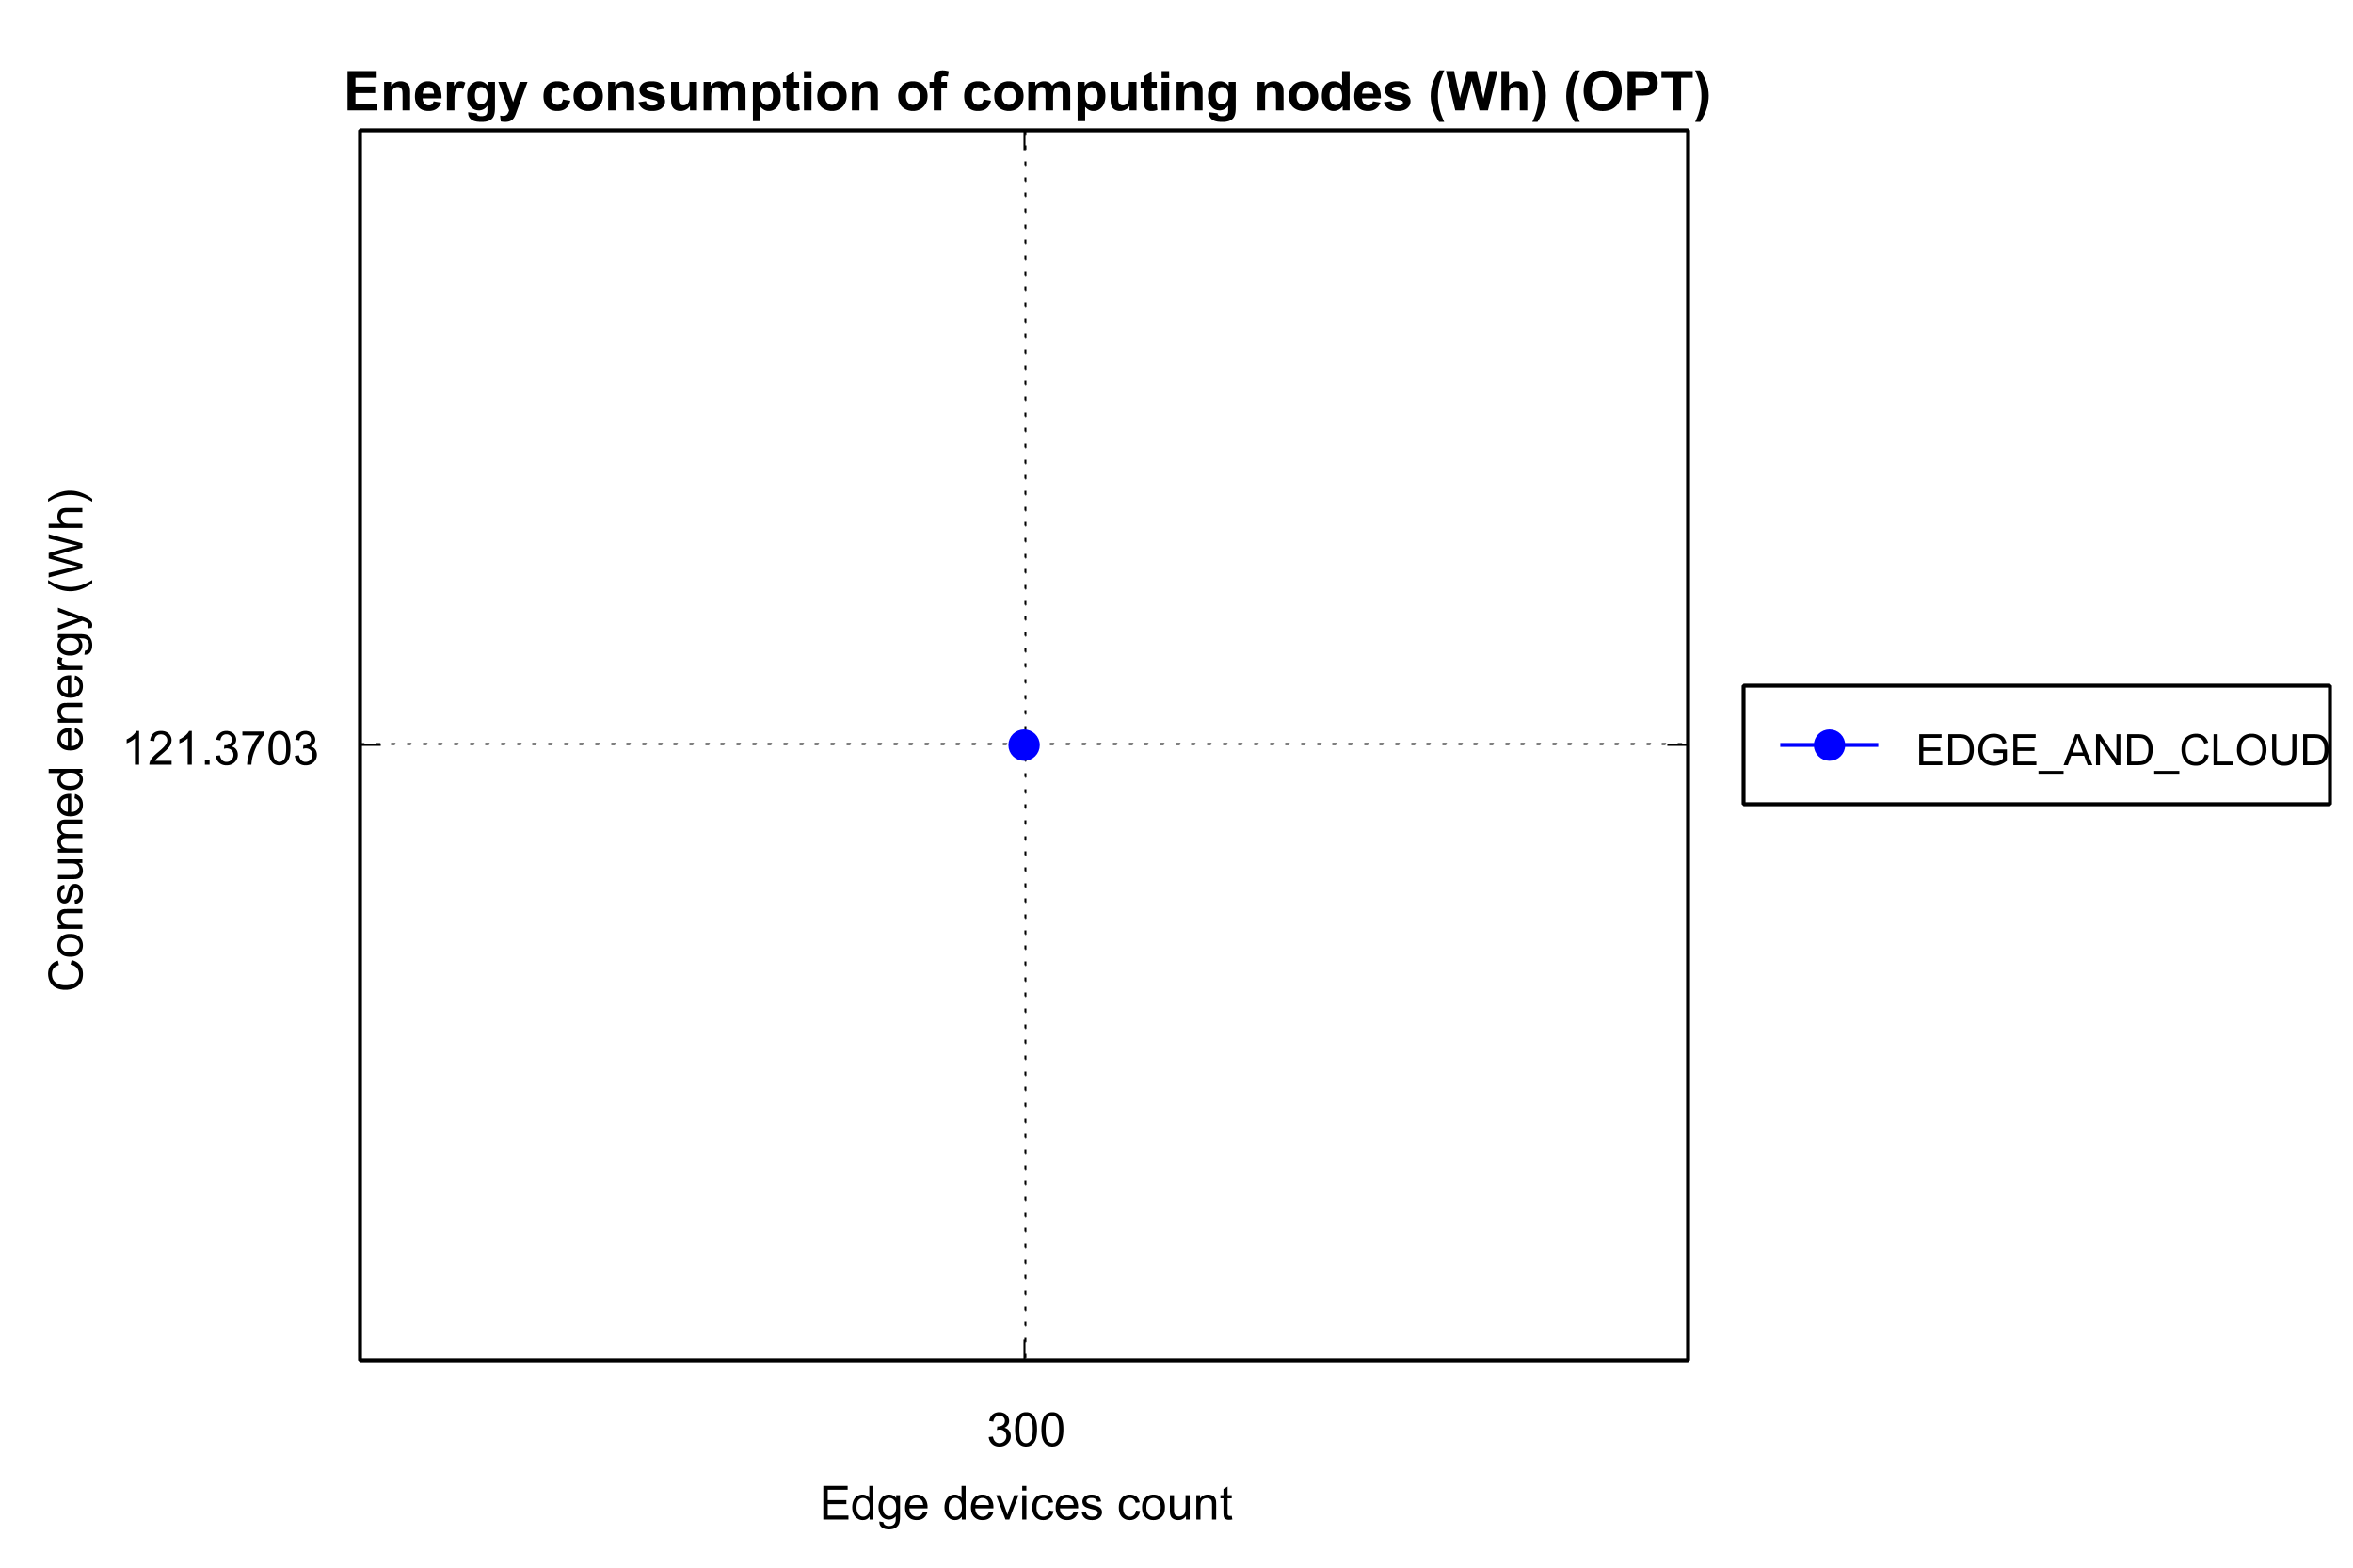 Energy consumption of computing nodes (Wh) (OPT)
Consumed energy (Wh)
121.3703
EDGE_AND_CLOUD
300
Edge devices count